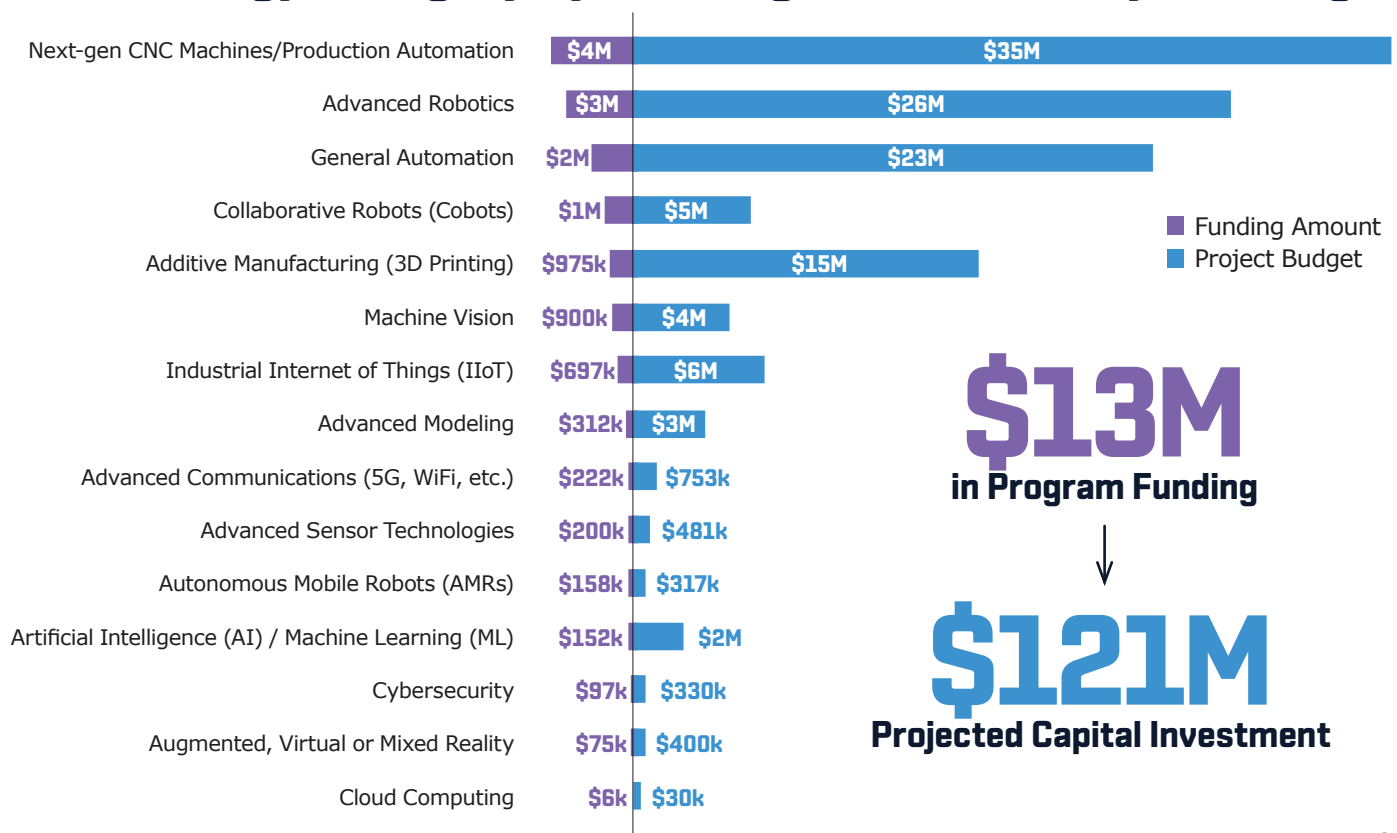 Next-gen CNC Machines/Production Automation $4M $35M
Advanced Robotics $3M $26M
General Automation $2M $23M
Collaborative Robots (Cobots) $1M $5M
Additive Manufacturing (3D Printing) $975k $15M
Machine Vision $900k $4M
Industrial Internet of Things (IIoT) $697k $6M
Advanced Modeling $312k $3M
Advanced Communications (5G, WiFi, etc.) $222k $753k
Advanced Sensor Technologies $200k $481k
Autonomous Mobile Robots (AMRs) $158k $317k
Artificial Intelligence (AI) / Machine Learning (ML) $152k $2M
Cybersecurity $97k $330k
Augmented, Virtual or Mixed Reality $75k $400k
Cloud Computing $6k $30k
Funding Amount
Project Budget
$13M
in Program Funding
$121M
Projected Capital Investment